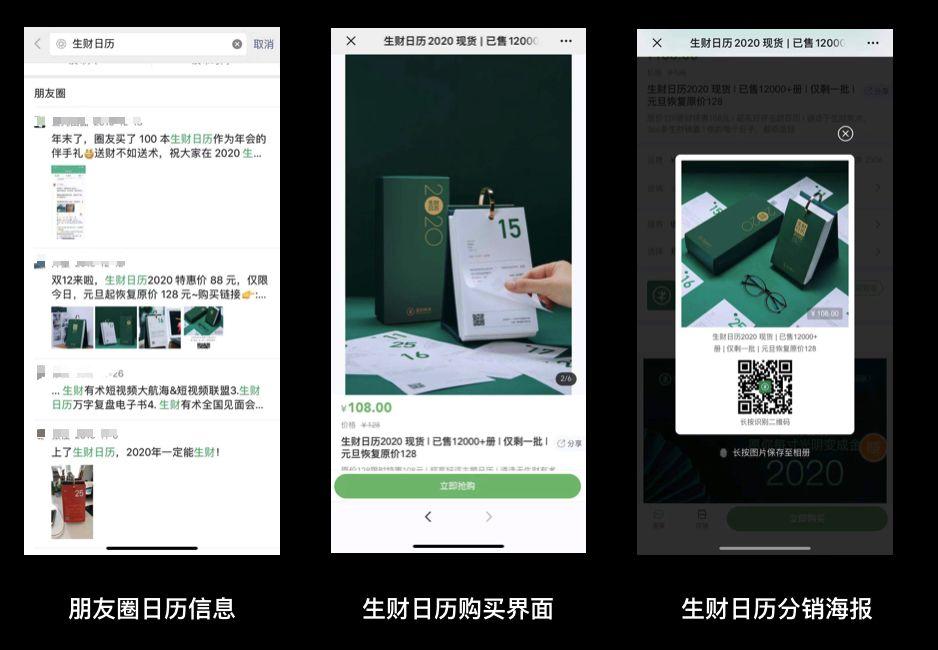 生财日历
取消
朋友圈
年末了，圈友买了 100 本生财日历作为年会的
伴手礼🥳送财不如送术，祝大家在 2020 生...
双12来啦，生财日历2020 特惠价 88 元，仅限
今日，元旦起恢复原价 128 元~购买链接👉:...
... 生财有术短视频大航海&短视频联盟3.生财
日历万字复盘电子书4. 生财有术全国见面会...
上了生财日历，2020年一定能生财！
25
朋友圈日历信息
生财日历2020 现货 | 已售12000
生财
日历
2020
15
2/6
¥108.00
价格 ¥128
生财日历2020 现货 | 已售12000+册 | 仅剩一批 |
元旦恢复原价128
分享
立即抢购
生财日历购买界面
生财日历2020 现货 | 已售12000
生财日历2020 现货 | 已售12000+册 | 仅剩一批 |
元旦恢复原价128
分享
¥ 108.00
生财日历2020 现货 | 已售12000+
册 | 仅剩一批 | 元旦恢复原价128
长按识别二维码
长按图片保存至相册
2020
立即购买
生财日历分销海报